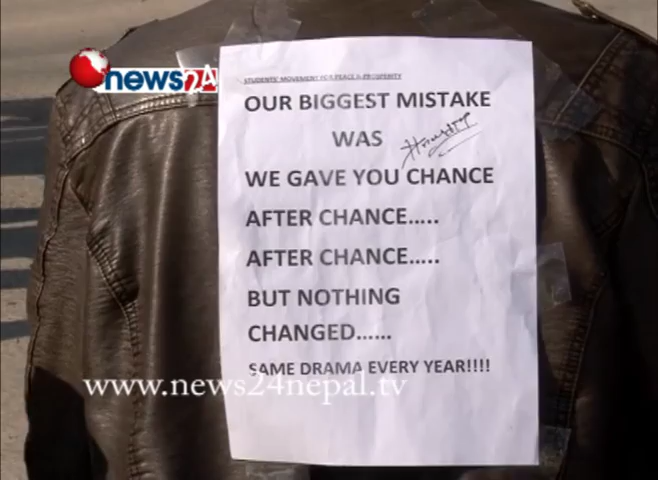 news24
STUDENTS' MOVEMENT FOR PEACE & PROSPERITY
OUR BIGGEST MISTAKE
WAS
WE GAVE YOU CHANCE
AFTER CHANCE.....
AFTER CHANCE.....
BUT NOTHING
CHANGED......
SAME DRAMA EVERY YEAR!!!!
www.news24nepal.tv